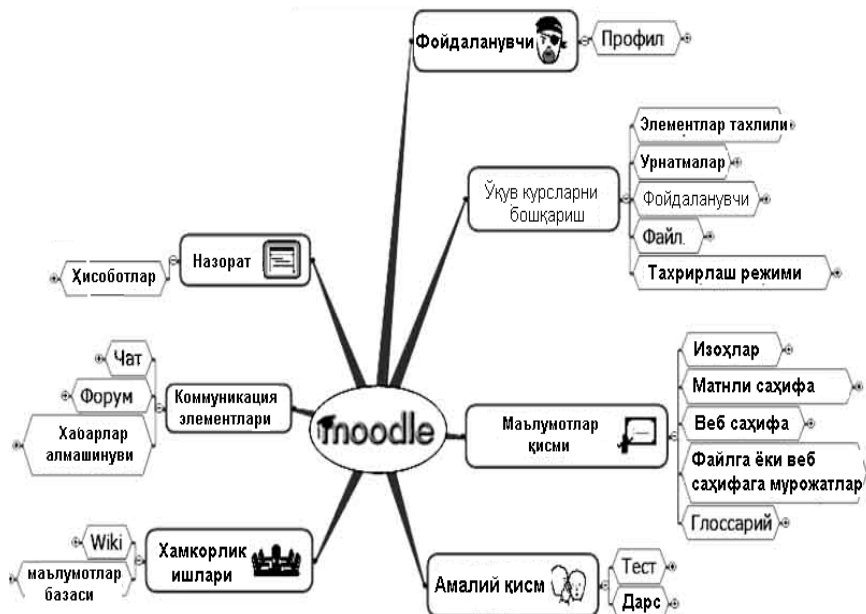 Фойдаланувчи
Профил
Элементлар тахлили
Урнатмалар
Фойдаланувчи
Файл.
Тахрирлаш режими
Ўқув курсларни
бошқариш
Назорат
Ҳисоботлар
Чат
Форум
Хабарлар
алмашинуви
Коммуникация
элементлари
moodle
Маълумотлар
қисми
Изоҳлар
Матнли саҳифа
Веб саҳифа
Файлга ёки веб
саҳифага мурожатлар
Глоссарий
Wiki
маълумотлар
базаси
Хамкорлик
ишлари
Амалий қисм
Тест
Дарс